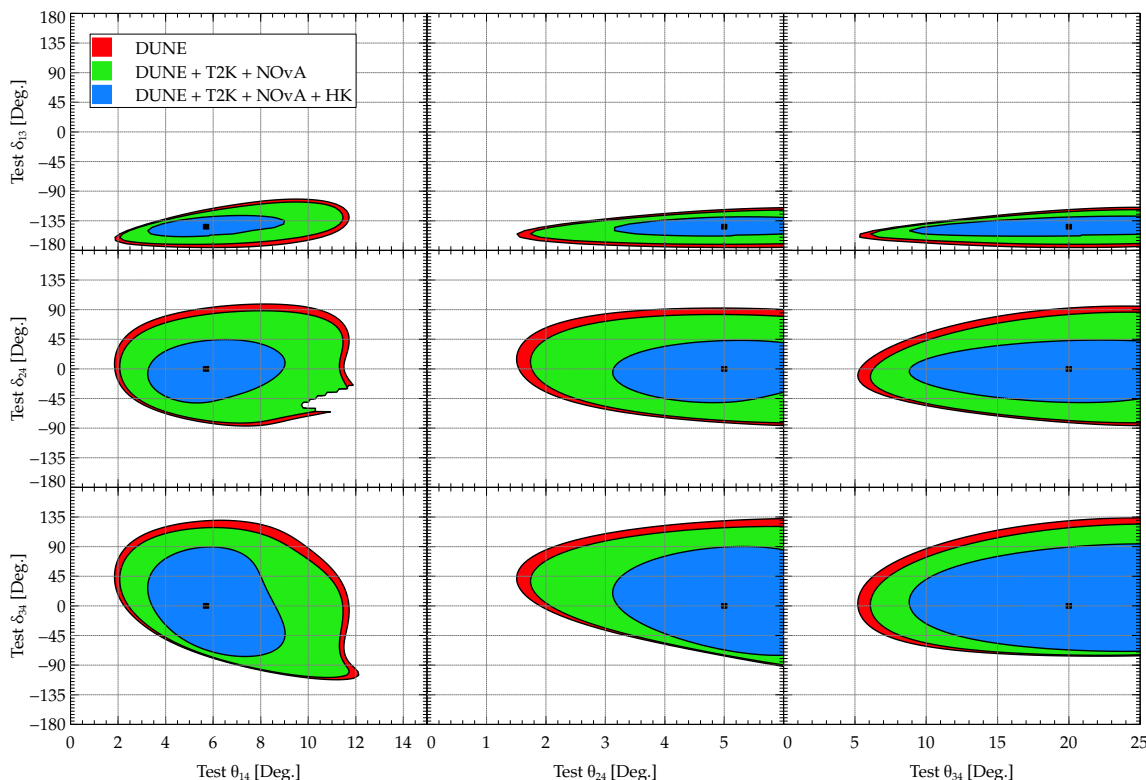 180
135
90
45
0
−45
−90
−135
−180
Test δ13 [Deg.]
DUNE
DUNE + T2K + NOvA
DUNE + T2K + NOvA + HK
135
90
45
0
−45
−90
−135
−180
Test δ24 [Deg.]
135
90
45
0
−45
−90
−135
−180
Test δ34 [Deg.]
0 2 4 6 8 10 12 14
0 1 2 3 4 5
0 5 10 15 20 25
Test θ14 [Deg.]
Test θ24 [Deg.]
Test θ34 [Deg.]